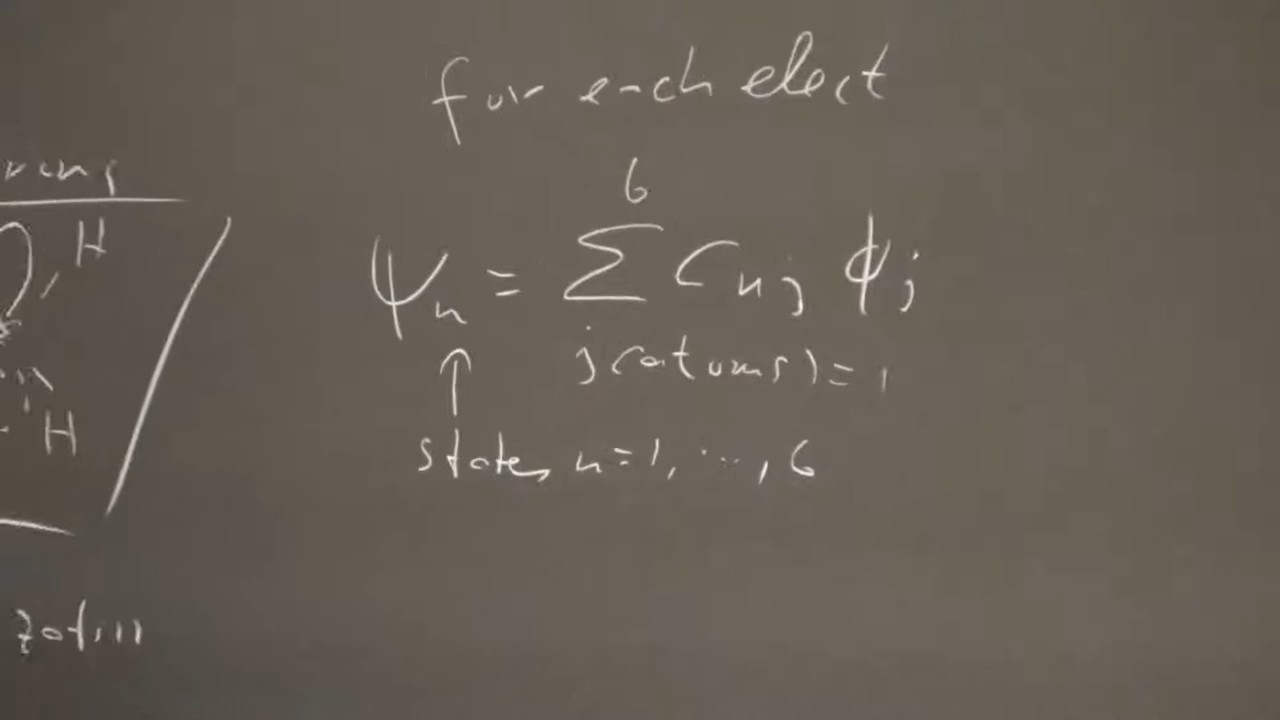 for each elect
6
ψn = Σ Cnj ϕj
j(atoms)=1
↑
states n=1, ..., 6
H
H